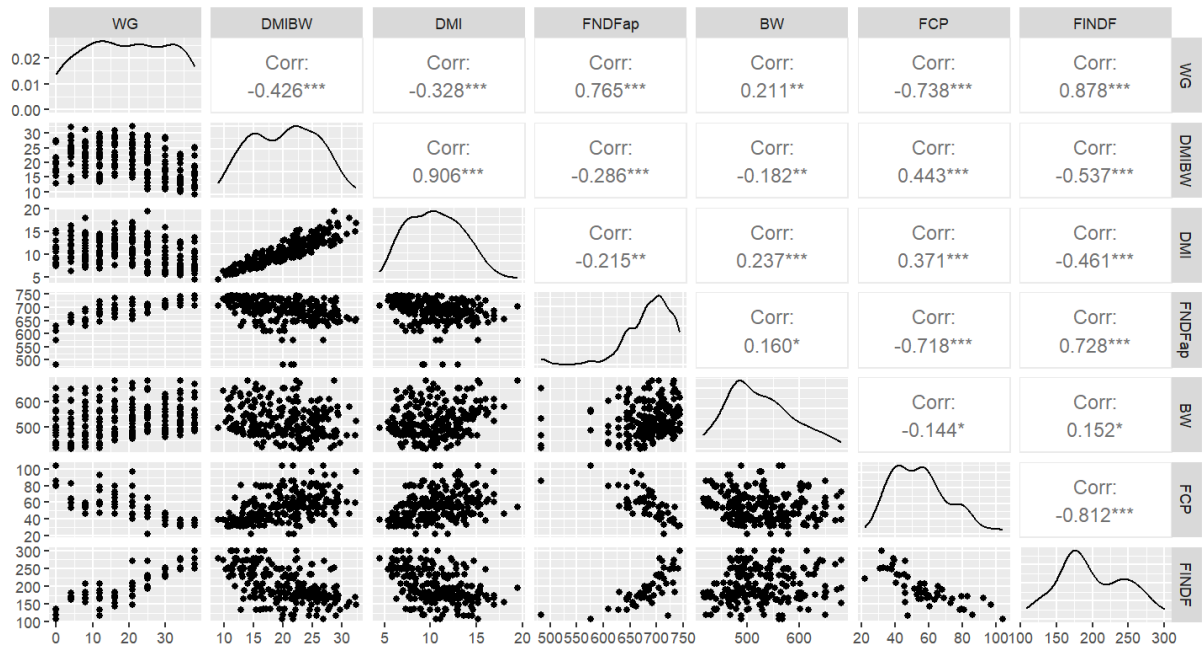 WG DMIBW DMI FNDFap BW FCP FINDF
0.02
0.01
0.00
Corr:
-0.426***
Corr:
-0.328***
Corr:
0.765***
Corr:
0.211**
Corr:
-0.738***
Corr:
0.878***
WG
30
25
20
15
10
Corr:
0.906***
Corr:
-0.286***
Corr:
-0.182**
Corr:
0.443***
Corr:
-0.537***
DMIBW
20
15
10
5
Corr:
-0.215**
Corr:
0.237***
Corr:
0.371***
Corr:
-0.461***
DMI
750
700
650
600
550
500
Corr:
0.160*
Corr:
-0.718***
Corr:
0.728***
FNDFap
600
500
Corr:
-0.144*
Corr:
0.152*
BW
100
80
60
40
20
Corr:
-0.812***
FCP
300
250
200
150
100
FINDF
0 10 20 30
10 15 20 25 30
5 10 15 20
500 550 600 650 700 750
500 600
20 40 60 80 100
100 150 200 250 300